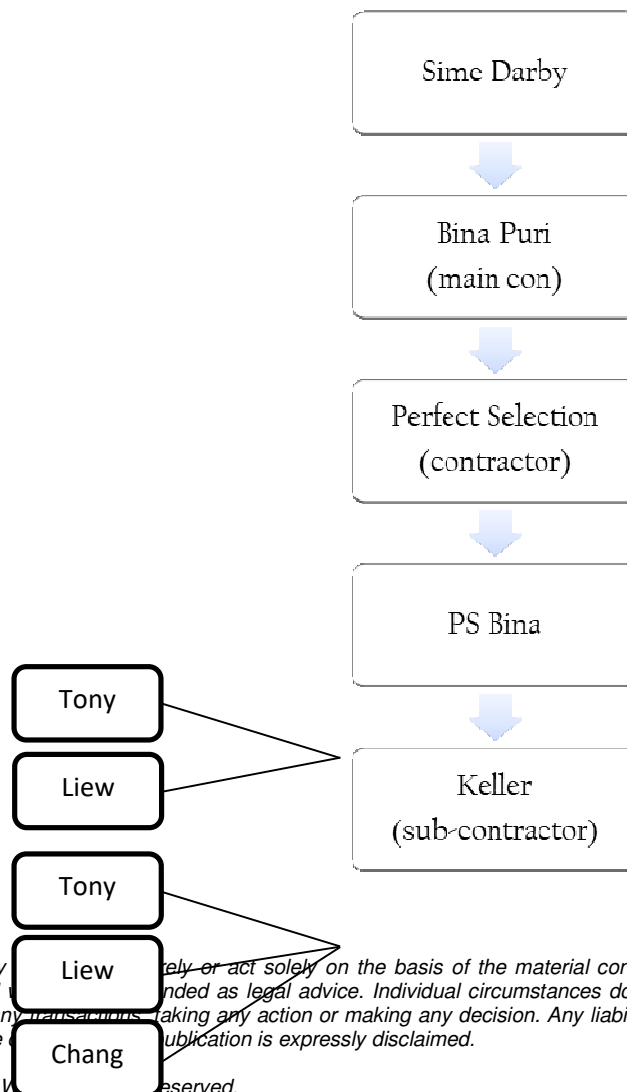 Sime Darby
Bina Puri
(main con)
Perfect Selection
(contractor)
PS Bina
Tony
Liew
Keller
(sub-contractor)
Tony
Liew
Chang
rely or act solely on the basis of the material con
nded as legal advice. Individual circumstances do
transactions, taking any action or making any decision. Any liabil
ublication is expressly disclaimed.
eserved.